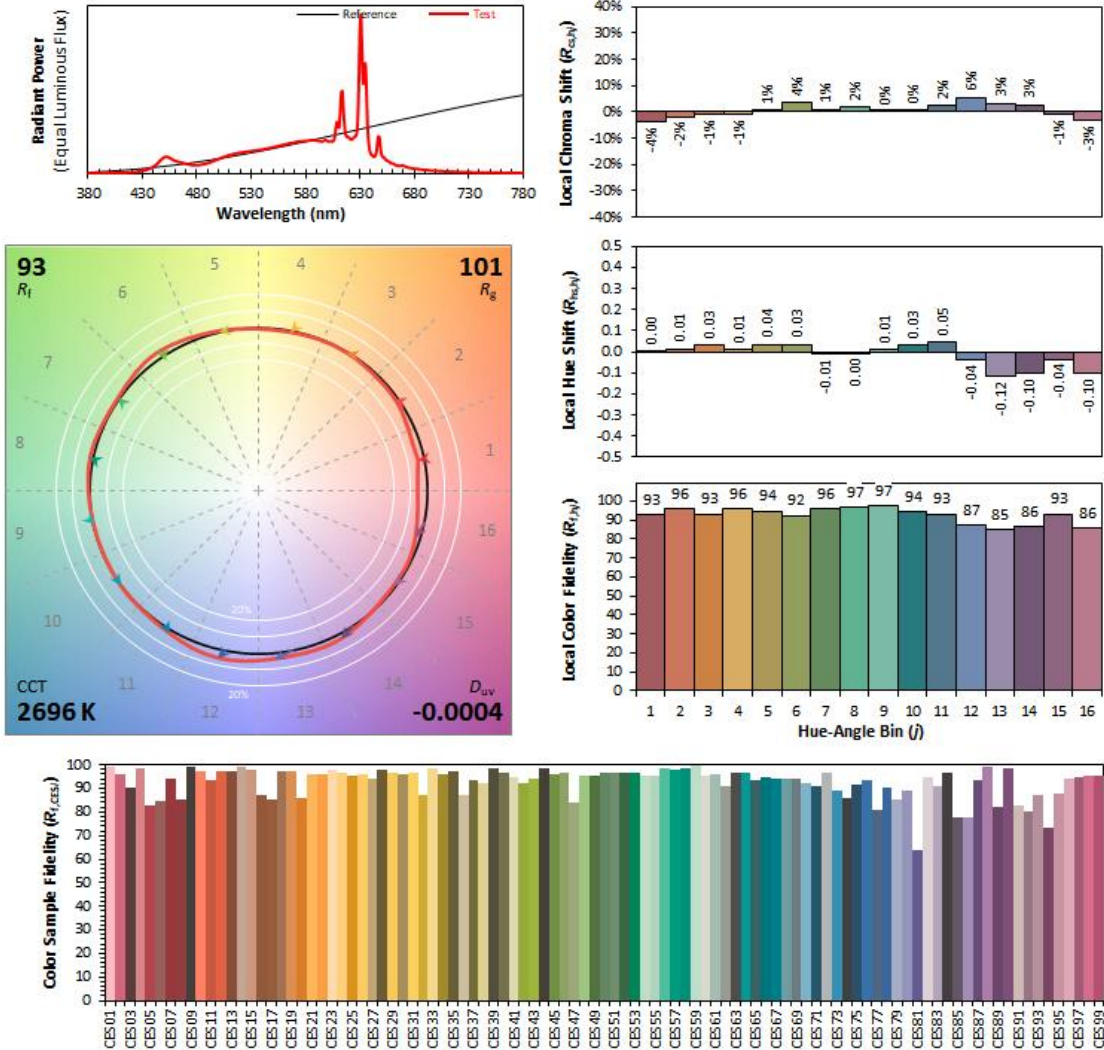 Reference Test
Radiant Power
(Equal Luminous Flux)
380 430 480 530 580 630 680 730 780
Wavelength (nm)
Local Chroma Shift (Rcs,hj)
40%
30%
20%
10%
0%
-10%
-20%
-30%
-40%
-4% -2% -1% -1% 1% 4% 1% 2% 0% 0% 2% 6% 3% 3% -1% -3%
93
Rf
101
Rg
5 4
6 3
7 2
8 1
9 16
10 15
11 14
12 13
20%
20%
CCT
2696 K
Duv
-0.0004
Local Hue Shift (Rhs,hj)
0.5
0.4
0.3
0.2
0.1
0.0
-0.1
-0.2
-0.3
-0.4
-0.5
0.00 0.01 0.03 0.01 0.04 0.03 -0.01 0.00 0.01 0.03 0.05 -0.04 -0.12 -0.10 -0.04 -0.10
Local Color Fidelity (Rf,hj)
100
90
80
70
60
50
40
30
20
10
0
93 96 93 96 94 92 96 97 97 94 93 87 85 86 93 86
1 2 3 4 5 6 7 8 9 10 11 12 13 14 15 16
Hue-Angle Bin (j)
Color Sample Fidelity (Rf,CESi)
100
90
80
70
60
50
40
30
20
10
0
CES01 CES03 CES05 CES07 CES09 CES11 CES13 CES15 CES17 CES19 CES21 CES23 CES25 CES27 CES29 CES31 CES33 CES35 CES37 CES39 CES41 CES43 CES45 CES47 CES49 CES51 CES53 CES55 CES57 CES59 CES61 CES63 CES65 CES67 CES69 CES71 CES73 CES75 CES77 CES79 CES81 CES83 CES85 CES87 CES89 CES91 CES93 CES95 CES97 CES99